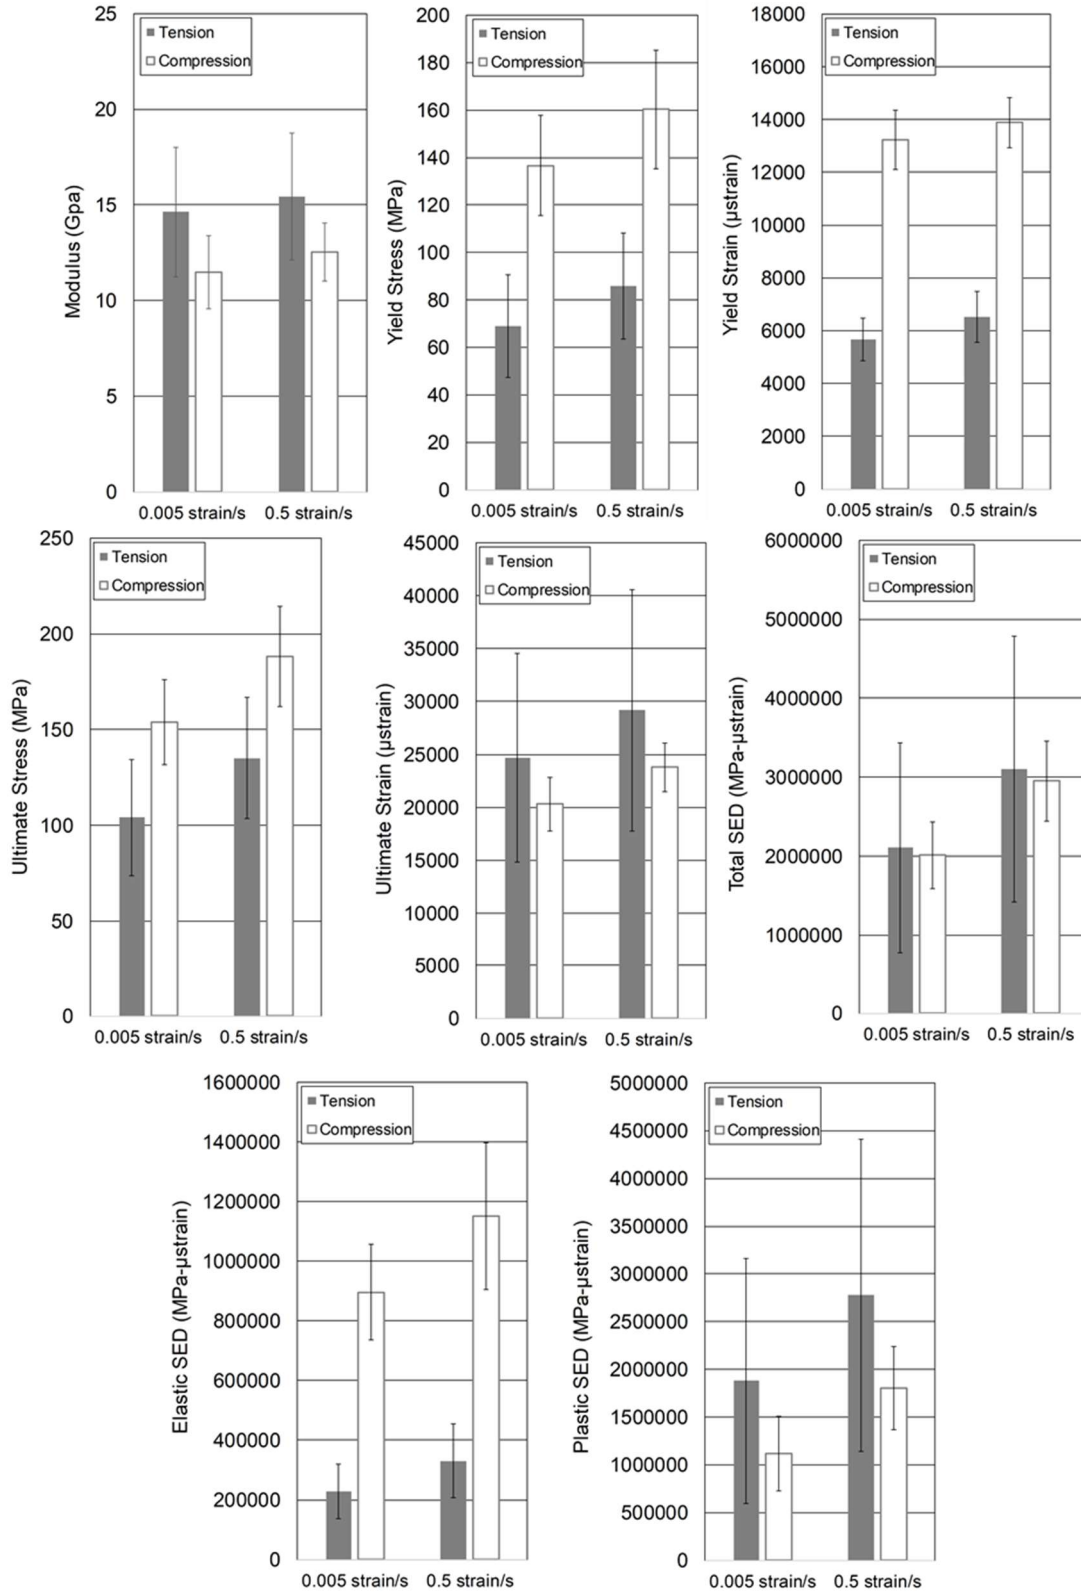 25
20
15
10
5
0
Modulus (Gpa)
Tension
Compression
0.005 strain/s
0.5 strain/s
200
180
160
140
120
100
80
60
40
20
0
Yield Stress (MPa)
Tension
Compression
0.005 strain/s
0.5 strain/s
18000
16000
14000
12000
10000
8000
6000
4000
2000
0
Yield Strain (µstrain)
Tension
Compression
0.005 strain/s
0.5 strain/s
250
200
150
100
50
0
Ultimate Stress (MPa)
Tension
Compression
0.005 strain/s
0.5 strain/s
45000
40000
35000
30000
25000
20000
15000
10000
5000
0
Ultimate Strain (µstrain)
Tension
Compression
0.005 strain/s
0.5 strain/s
6000000
5000000
4000000
3000000
2000000
1000000
0
Total SED (MPa-µstrain)
Tension
Compression
0.005 strain/s
0.5 strain/s
1600000
1400000
1200000
1000000
800000
600000
400000
200000
0
Elastic SED (MPa-µstrain)
Tension
Compression
0.005 strain/s
0.5 strain/s
5000000
4500000
4000000
3500000
3000000
2500000
2000000
1500000
1000000
500000
0
Plastic SED (MPa-µstrain)
Tension
Compression
0.005 strain/s
0.5 strain/s